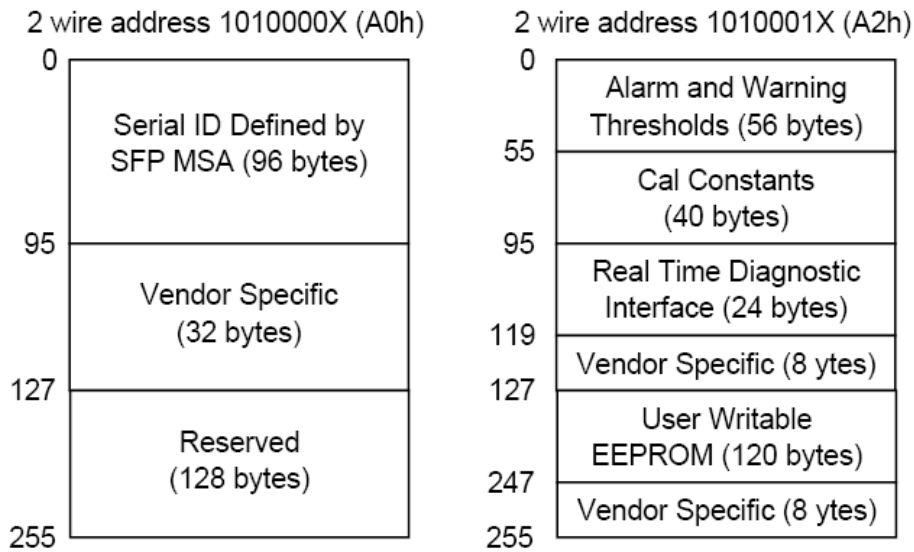 2 wire address 1010000X (A0h)
0
Serial ID Defined by
SFP MSA (96 bytes)
95
Vendor Specific
(32 bytes)
127
Reserved
(128 bytes)
255
2 wire address 1010001X (A2h)
0
Alarm and Warning
Thresholds (56 bytes)
55
Cal Constants
(40 bytes)
95
Real Time Diagnostic
Interface (24 bytes)
119
Vendor Specific (8 ytes)
127
User Writable
EEPROM (120 bytes)
247
Vendor Specific (8 ytes)
255